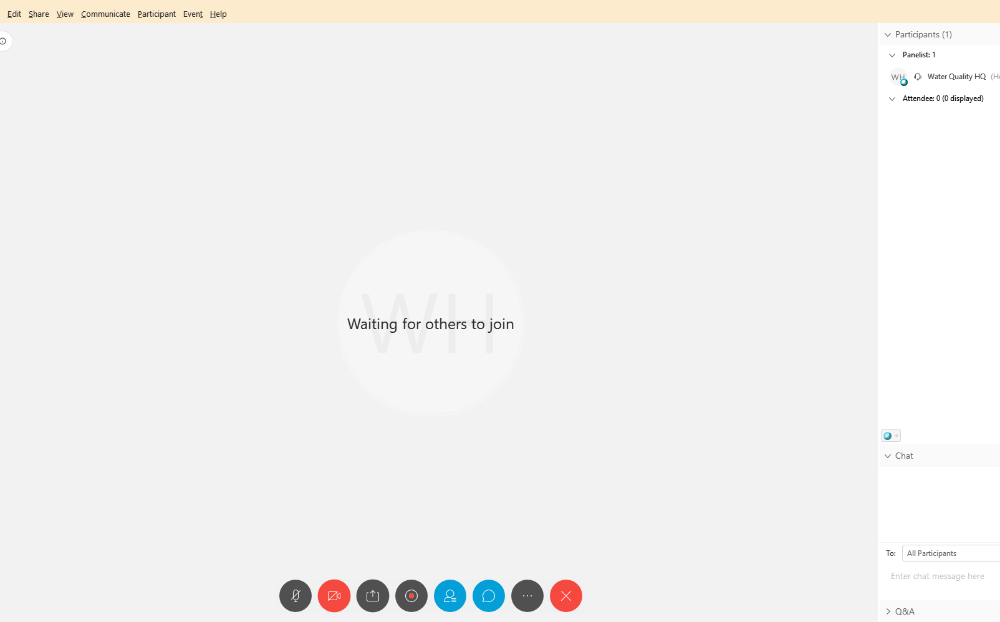 Edit Share View Communicate Participant Event Help
Participants (1)
Panelist: 1
WH Water Quality HQ
Attendee: 0 (0 displayed)
WH
Waiting for others to join
Chat
To: All Participants
Enter chat message here
Q&A